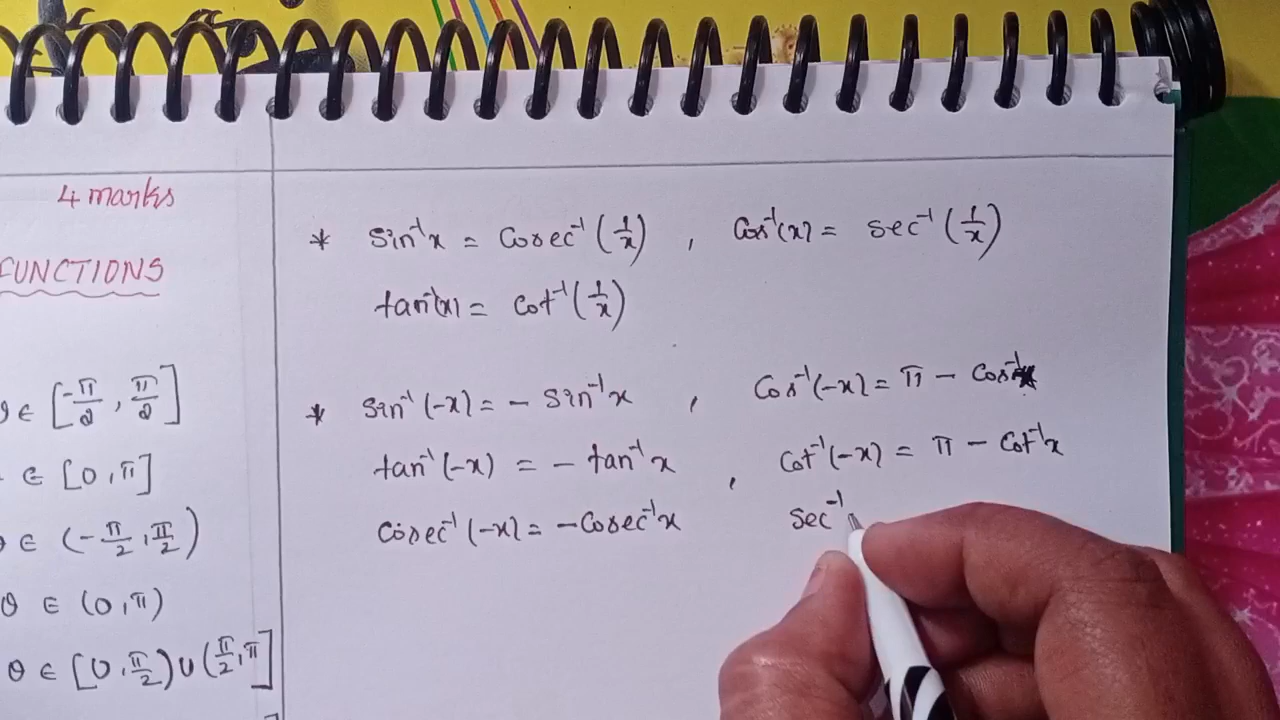 4 marks
FUNCTIONS
θ ∈ [-π/2, π/2]
∈ [0, π]
θ ∈ (-π/2, π/2)
θ ∈ (0, π)
θ ∈ [0, π/2) ∪ (π/2, π]
* Sin⁻¹x = Cosec⁻¹(1/x) , Cos⁻¹(x) = sec⁻¹(1/x)
tan⁻¹(x) = Cot⁻¹(1/x)
* Sin⁻¹(-x) = - Sin⁻¹x , Cos⁻¹(-x) = π - Cos⁻¹x
tan⁻¹(-x) = - tan⁻¹x , Cot⁻¹(-x) = π - Cot⁻¹x
Cosec⁻¹(-x) = -Cosec⁻¹x Sec⁻¹